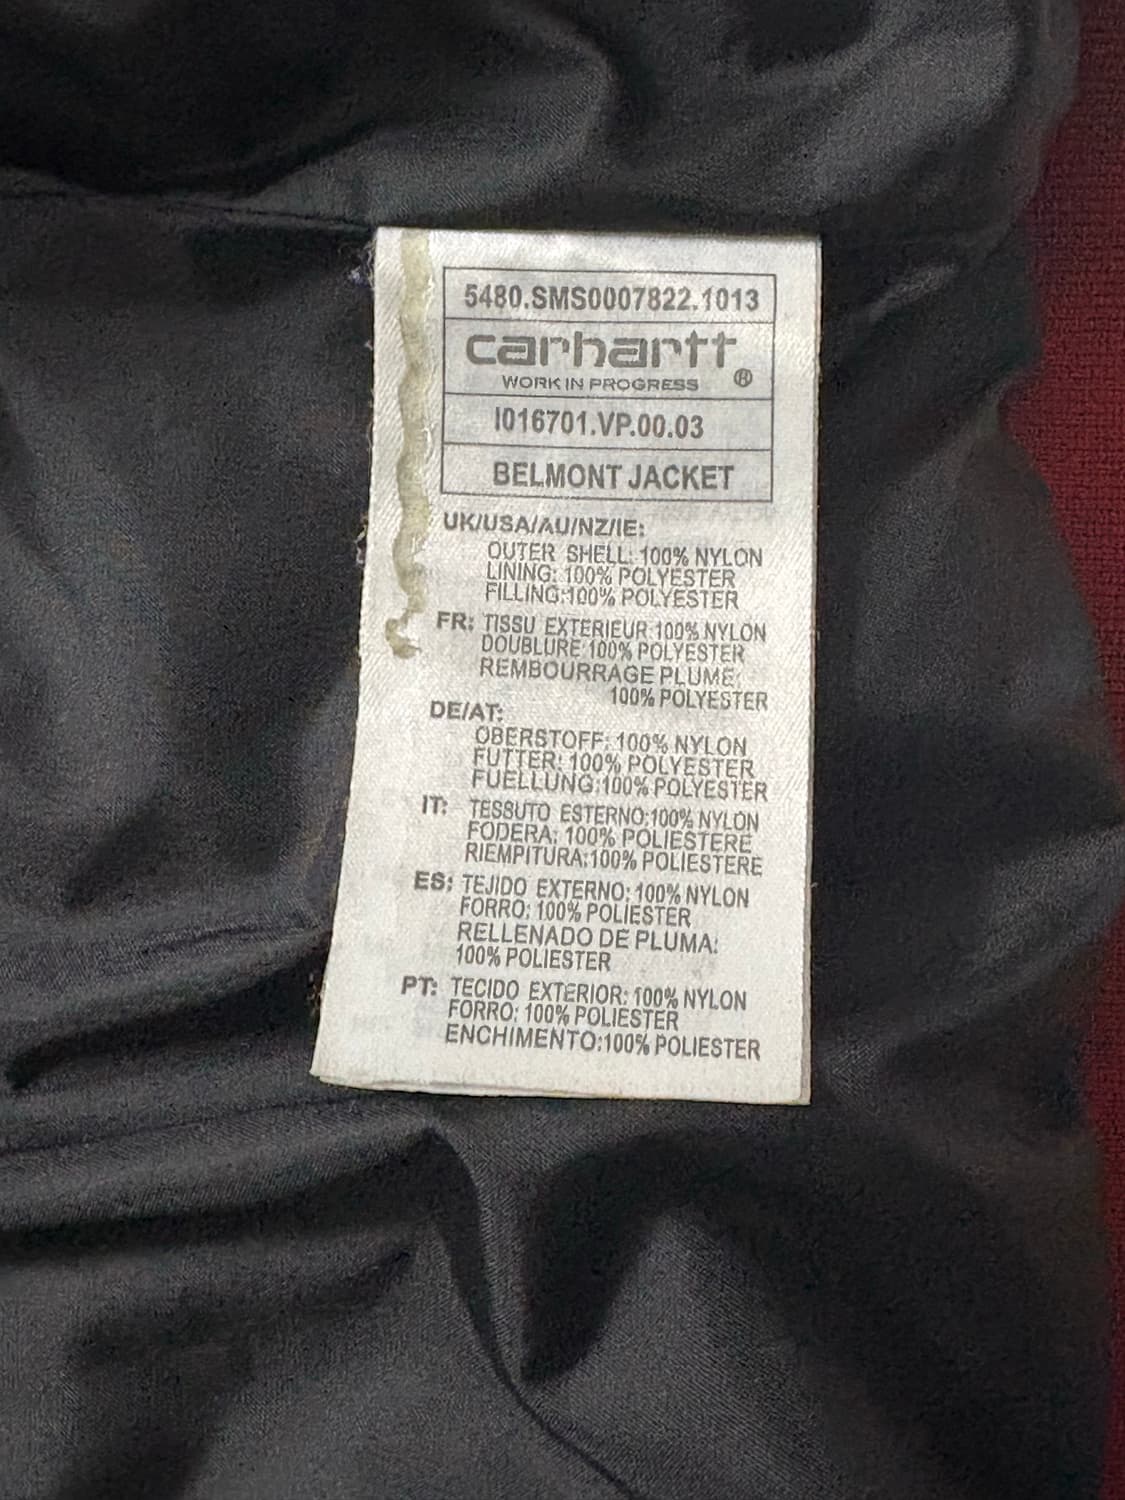 5480.SMS0007822.1013
carhartt
WORK IN PROGRESS ®
I016701.VP.00.03
BELMONT JACKET
UK/USA/AU/NZ/IE:
OUTER SHELL: 100% NYLON
LINING: 100% POLYESTER
FILLING:100% POLYESTER
FR: TISSU EXTERIEUR:100% NYLON
DOUBLURE:100% POLYESTER
REMBOURRAGE PLUME:
100% POLYESTER
DE/AT:
OBERSTOFF: 100% NYLON
FUTTER: 100% POLYESTER
FUELLUNG:100% POLYESTER
IT: TESSUTO ESTERNO:100% NYLON
FODERA: 100% POLIESTERE
RIEMPITURA:100% POLIESTERE
ES: TEJIDO EXTERNO: 100% NYLON
FORRO: 100% POLIESTER
RELLENADO DE PLUMA:
100% POLIESTER
PT: TECIDO EXTERIOR: 100% NYLON
FORRO: 100% POLIESTER
ENCHIMENTO:100% POLIESTER